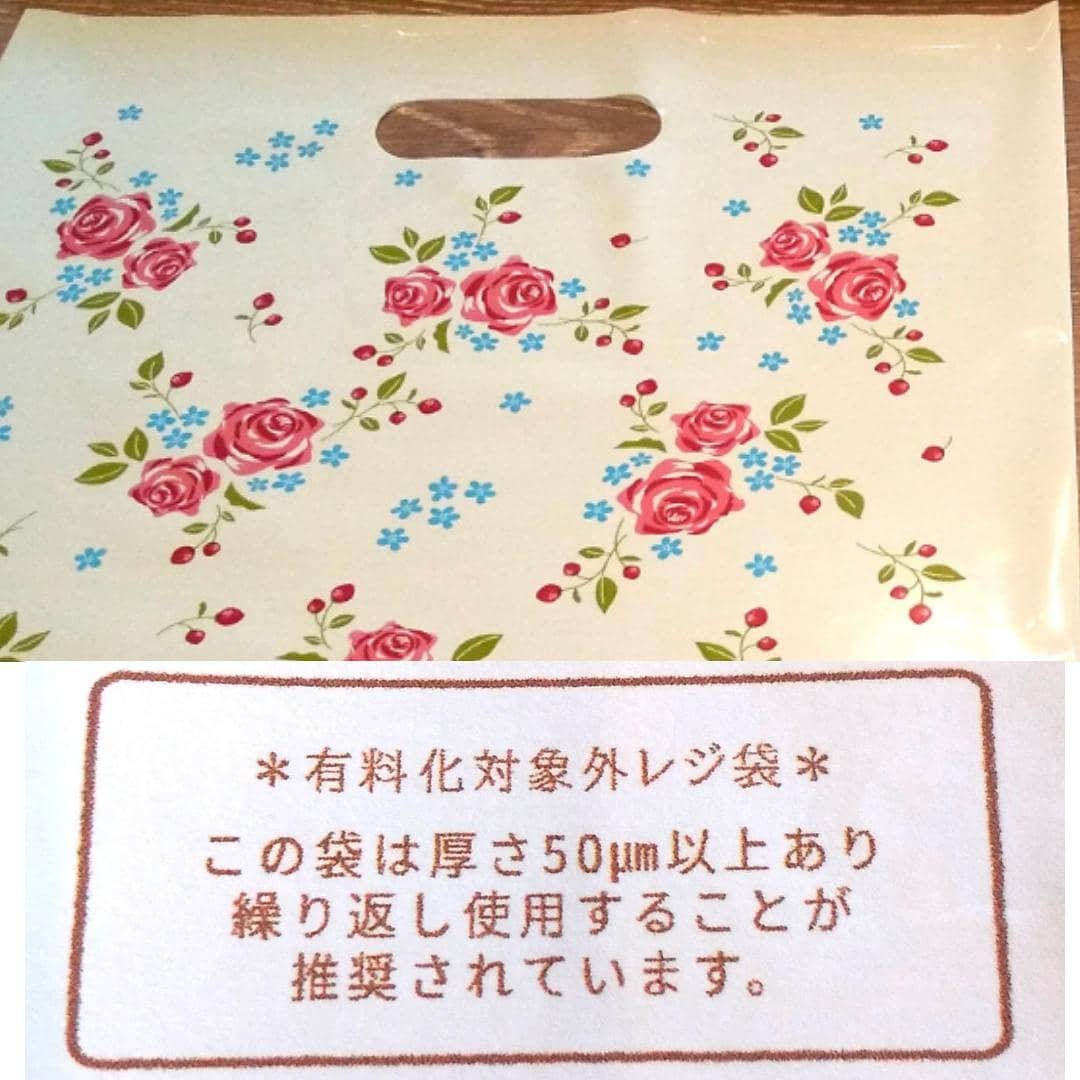 ＊有料化対象外レジ袋＊
この袋は厚さ50μm以上あり
繰り返し使用することが
推奨されています。